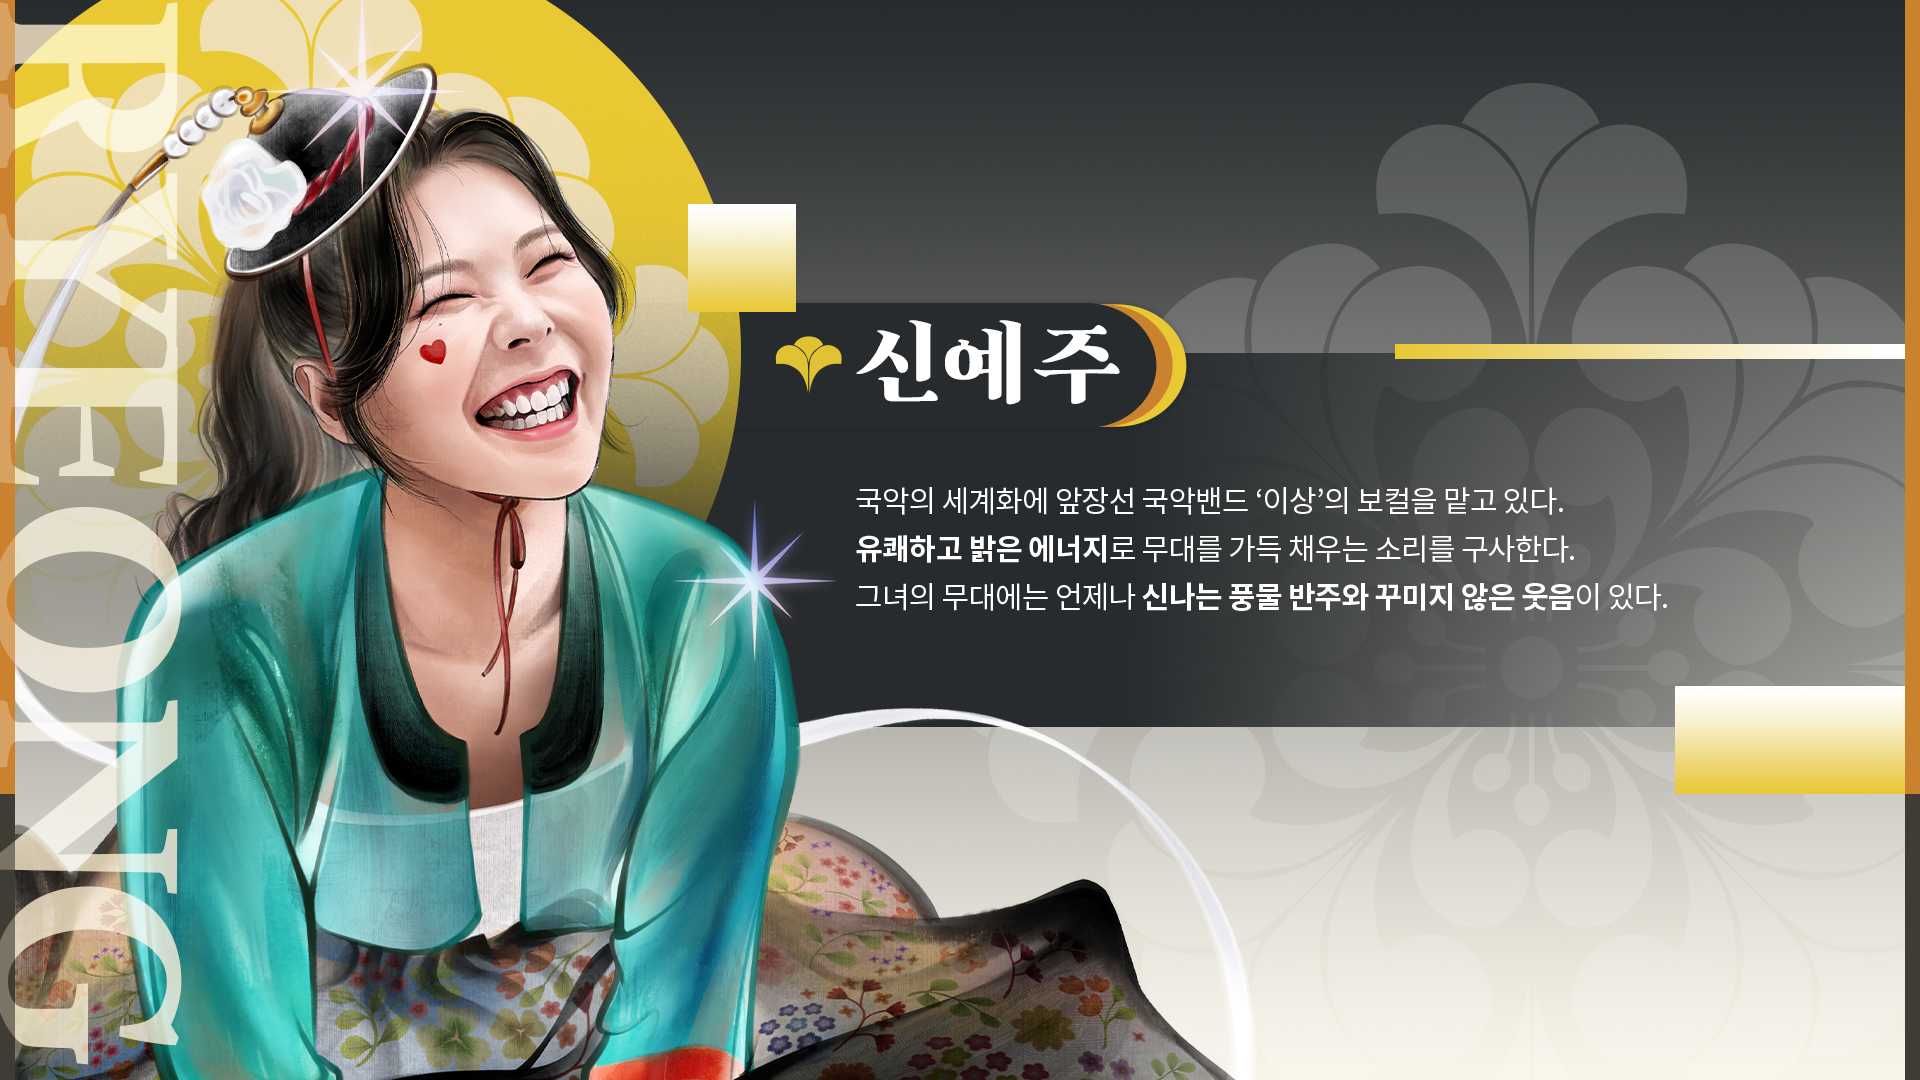 RYEONG
신예주
국악의 세계화에 앞장선 국악밴드 ‘이상’의 보컬을 맡고 있다.
유쾌하고 밝은 에너지로 무대를 가득 채우는 소리를 구사한다.
그녀의 무대에는 언제나 신나는 풍물 반주와 꾸미지 않은 웃음이 있다.